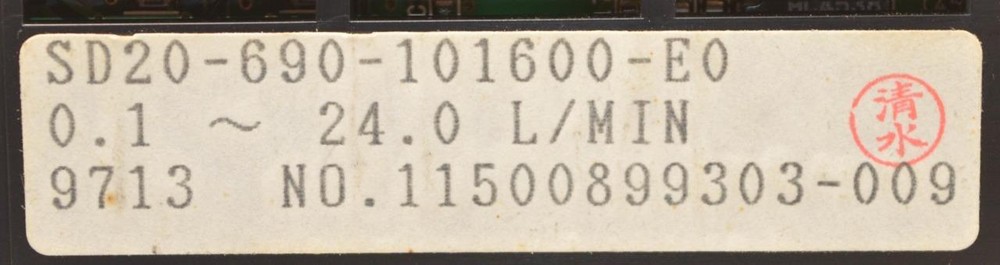 SD20-690-101600-E0
0.1 ～ 24.0 L/MIN
清水
9713 NO.11500899303-009